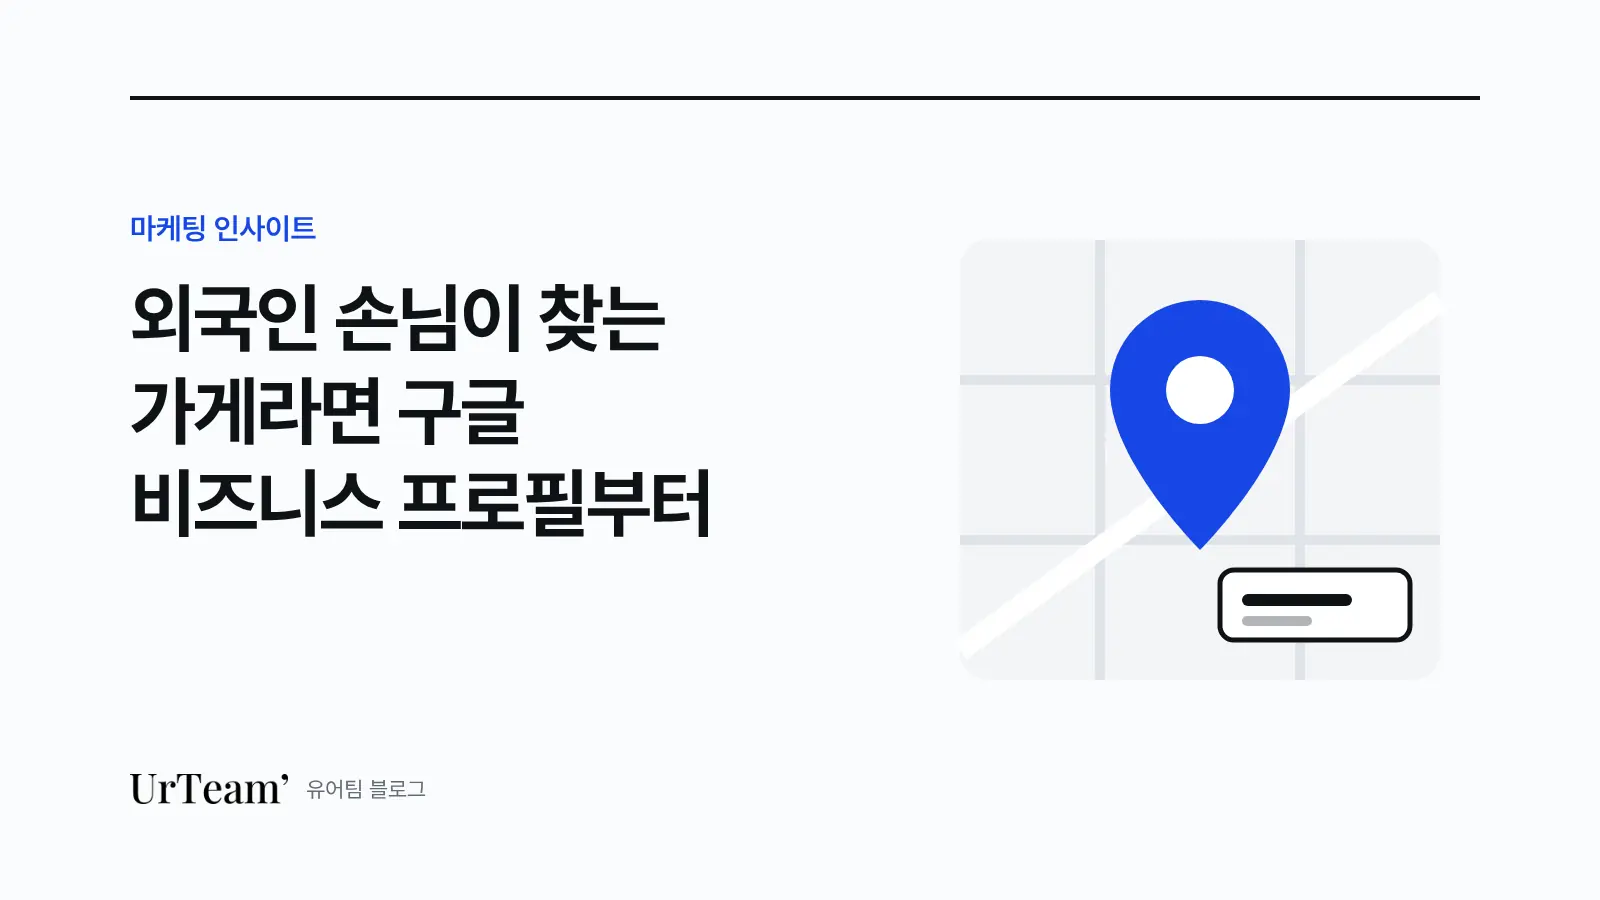 마케팅 인사이트
외국인 손님이 찾는
가게라면 구글
비즈니스 프로필부터
UrTeam’ 유어팀 블로그